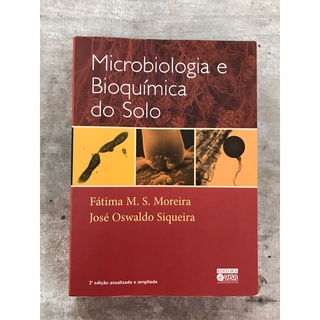 Microbiologia e
Bioquímica
do Solo
Fátima M. S. Moreira
José Oswaldo Siqueira
2ª edição atualizada e ampliada
EDITORA
UFLA